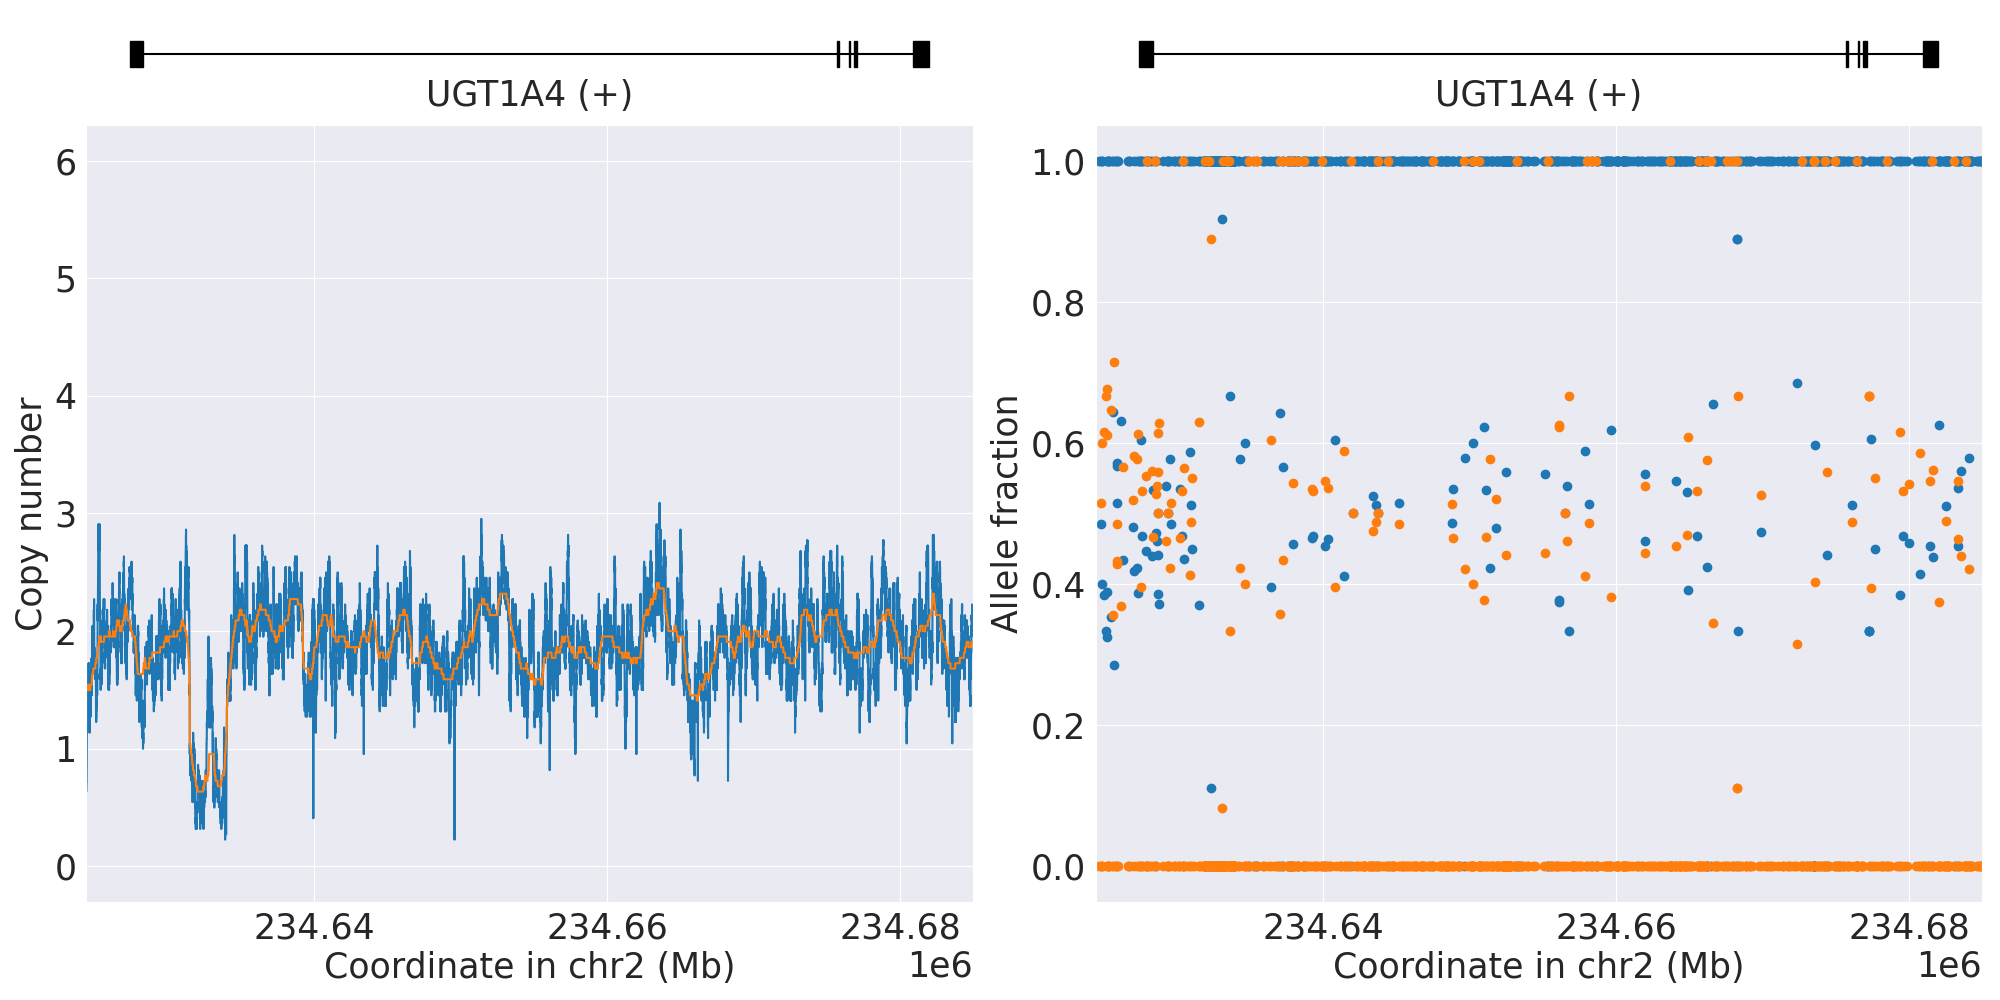 UGT1A4 (+)
6
5
4
3
2
1
0
Copy number
234.64 234.66 234.68
1e6
Coordinate in chr2 (Mb)
UGT1A4 (+)
1.0
0.8
0.6
0.4
0.2
0.0
Allele fraction
234.64 234.66 234.68
1e6
Coordinate in chr2 (Mb)